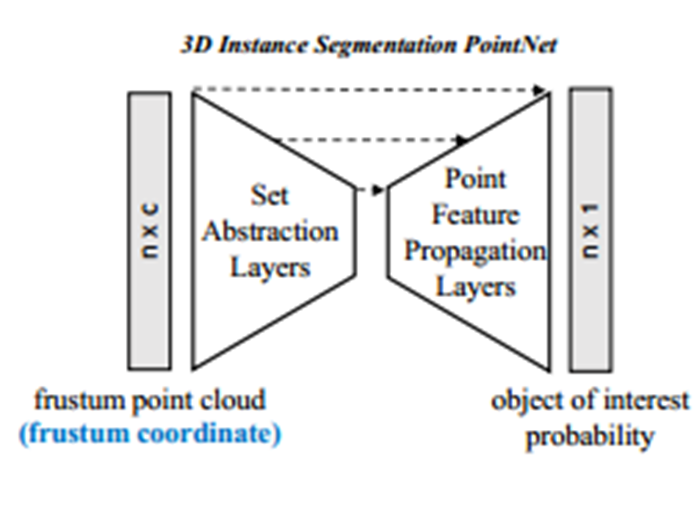 3D Instance Segmentation PointNet
n x c
Set
Abstraction
Layers
Point
Feature
Propagation
Layers
n x 1
frustum point cloud
(frustum coordinate)
object of interest
probability